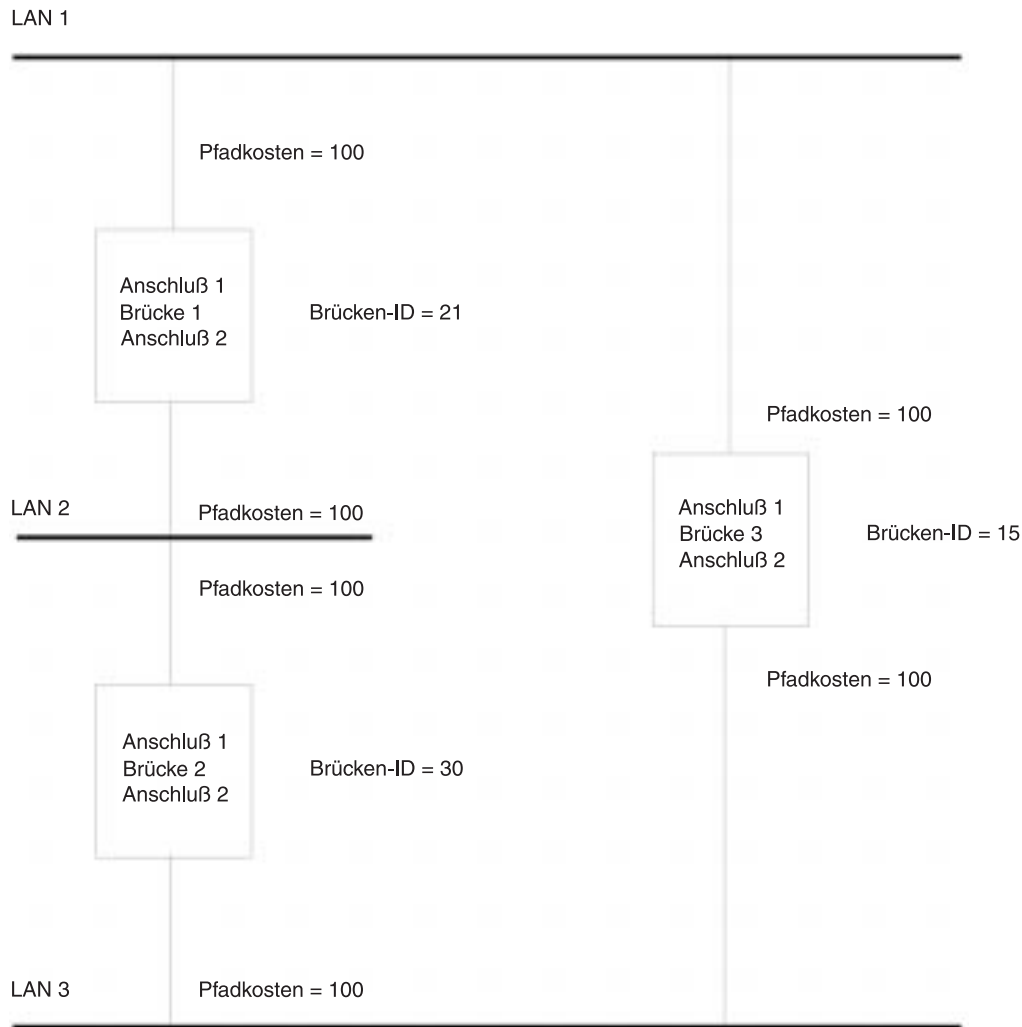 LAN 1
Pfadkosten = 100
Anschluß 1
Brücke 1
Anschluß 2
Brücken-ID = 21
Pfadkosten = 100
LAN 2
Pfadkosten = 100
Anschluß 1
Brücke 3
Anschluß 2
Brücken-ID = 15
Pfadkosten = 100
Pfadkosten = 100
Anschluß 1
Brücke 2
Anschluß 2
Brücken-ID = 30
LAN 3
Pfadkosten = 100